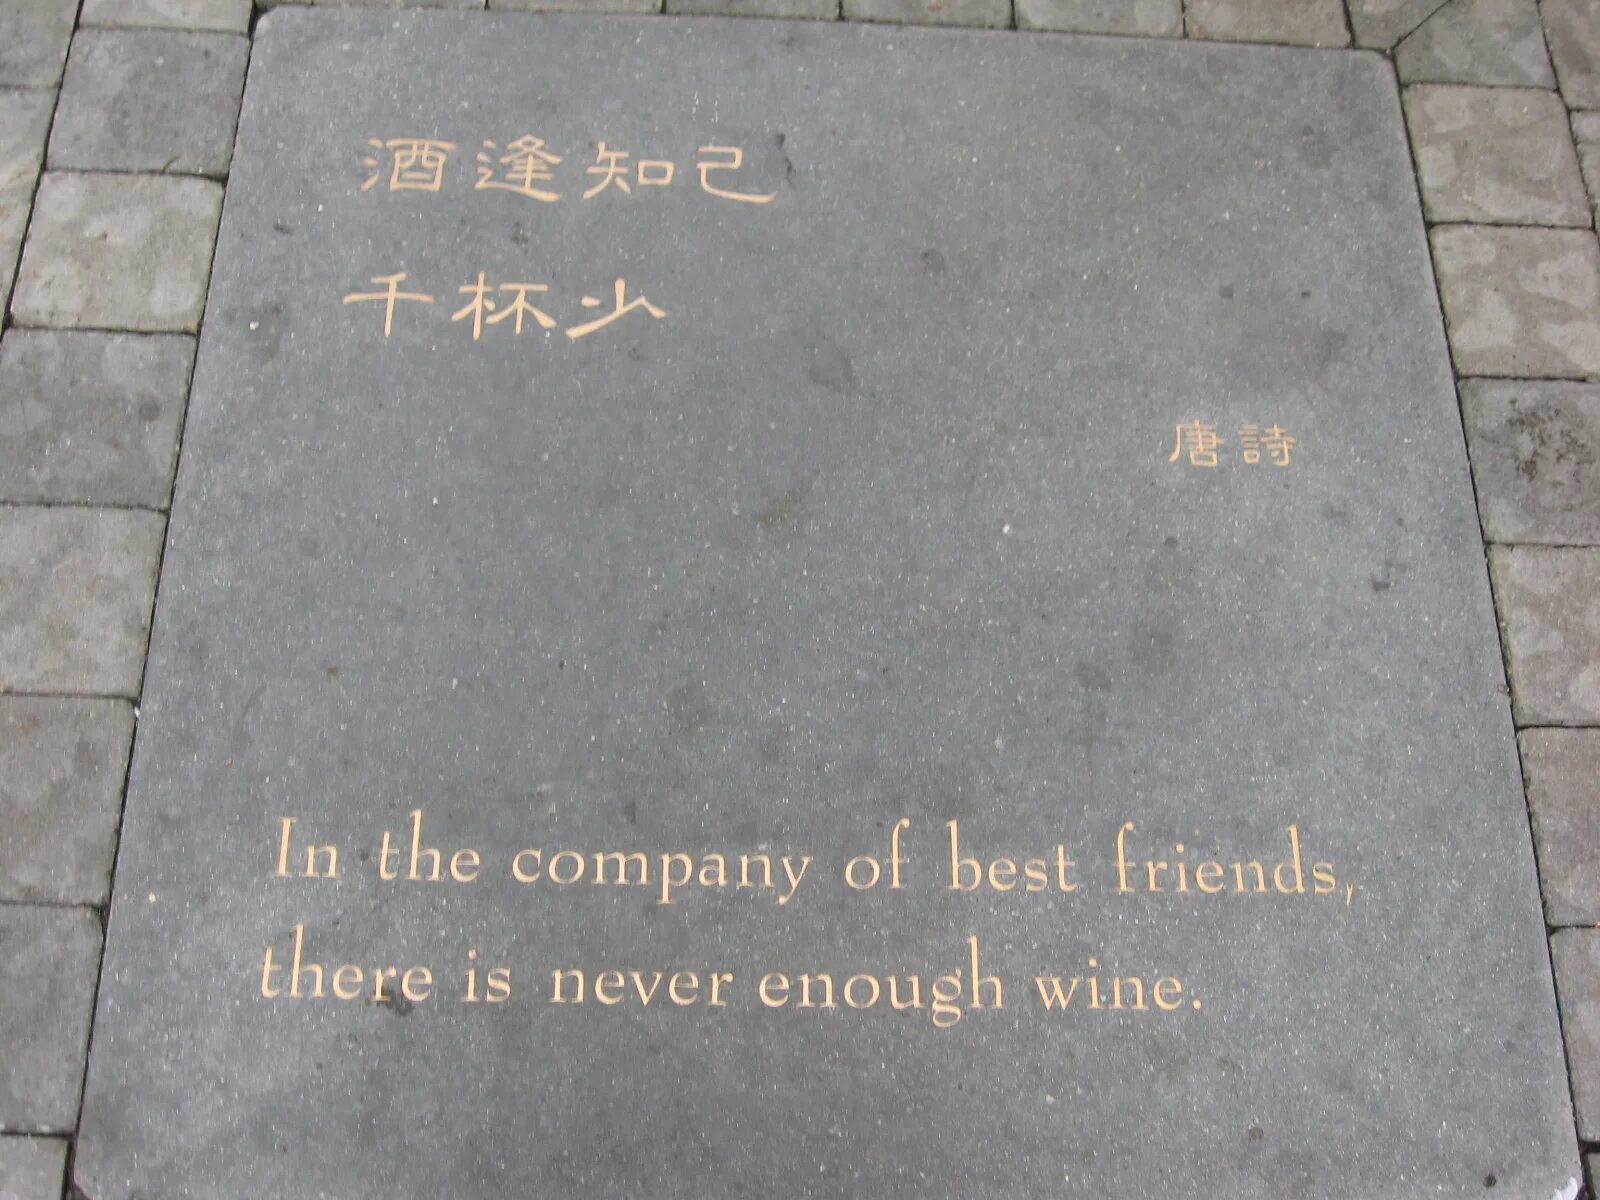 酒逢知己
千杯少
唐詩
In the company of best friends,
there is never enough wine.